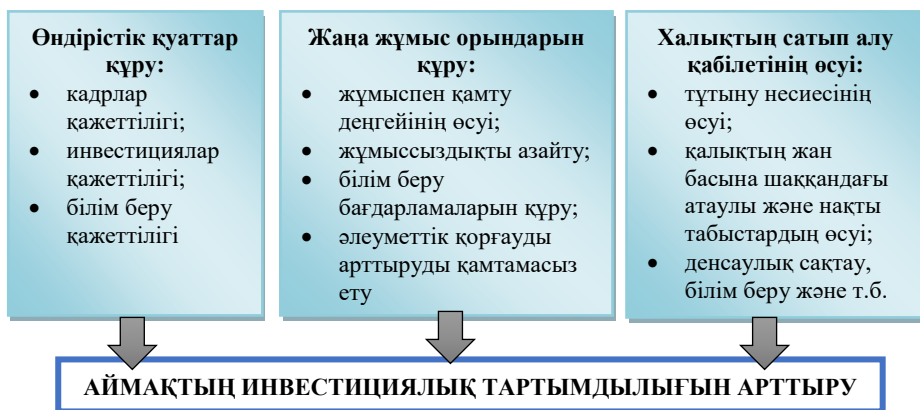 Өндірістік қуаттар
құру:
• кадрлар
қажеттілігі;
• инвестициялар
қажеттілігі;
• білім беру
қажеттілігі
Жаңа жұмыс орындарын
құру:
• жұмыспен қамту
деңгейінің өсуі;
• жұмыссыздықты азайту;
• білім беру
бағдарламаларын құру;
• әлеуметтік қорғауды
арттыруды қамтамасыз
ету
Халықтың сатып алу
қабілетінің өсуі:
• тұтыну несиесінің
өсуі;
• қалықтың жан
басына шаққандағы
атаулы және нақты
табыстардың өсуі;
• денсаулық сақтау,
білім беру және т.б.
АЙМАҚТЫҢ ИНВЕСТИЦИЯЛЫҚ ТАРТЫМДЫЛЫҒЫН АРТТЫРУ